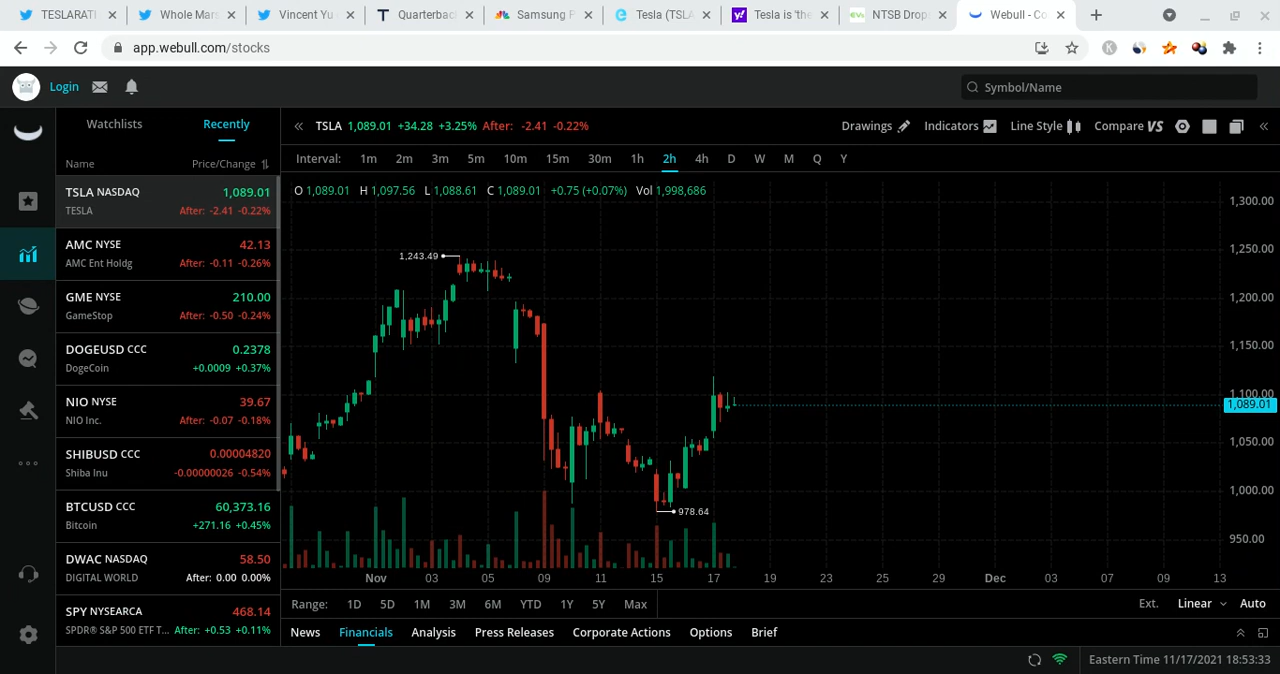 TESLARATI
Whole Mars
Vincent Yu
Quarterback
Samsung P
Tesla (TSLA
Tesla is 'the
NTSB Drop
Webull - Co
app.webull.com/stocks
Login
Symbol/Name
Watchlists
Recently
TSLA 1,089.01 +34.28 +3.25% After: -2.41 -0.22%
Drawings
Indicators
Line Style
Compare VS
Name
Price/Change
Interval: 1m 2m 3m 5m 10m 15m 30m 1h 2h 4h D W M Q Y
O 1,089.01 H 1,097.56 L 1,088.61 C 1,089.01 +0.75 (+0.07%) Vol 1,998,686
TSLA NASDAQ 1,089.01
TESLA After: -2.41 -0.22%
AMC NYSE 42.13
AMC Ent Holdg After: -0.11 -0.26%
GME NYSE 210.00
GameStop After: -0.50 -0.24%
DOGEUSD CCC 0.2378
DogeCoin +0.0009 +0.37%
NIO NYSE 39.67
NIO Inc. After: -0.07 -0.18%
SHIBUSD CCC 0.00004820
Shiba Inu -0.00000026 -0.54%
BTCUSD CCC 60,373.16
Bitcoin +271.16 +0.45%
DWAC NASDAQ 58.50
DIGITAL WORLD After: 0.00 0.00%
SPY NYSEARCA 468.14
SPDR® S&P 500 ETF T... After: +0.53 +0.11%
1,243.49
978.64
1,300.00
1,250.00
1,200.00
1,150.00
1,100.00
1,089.01
1,050.00
1,000.00
950.00
Nov 03 05 09 11 15 17 19 23 25 29 Dec 03 07 09 13
Range: 1D 5D 1M 3M 6M YTD 1Y 5Y Max
Ext. Linear Auto
News Financials Analysis Press Releases Corporate Actions Options Brief
Eastern Time 11/17/2021 18:53:33